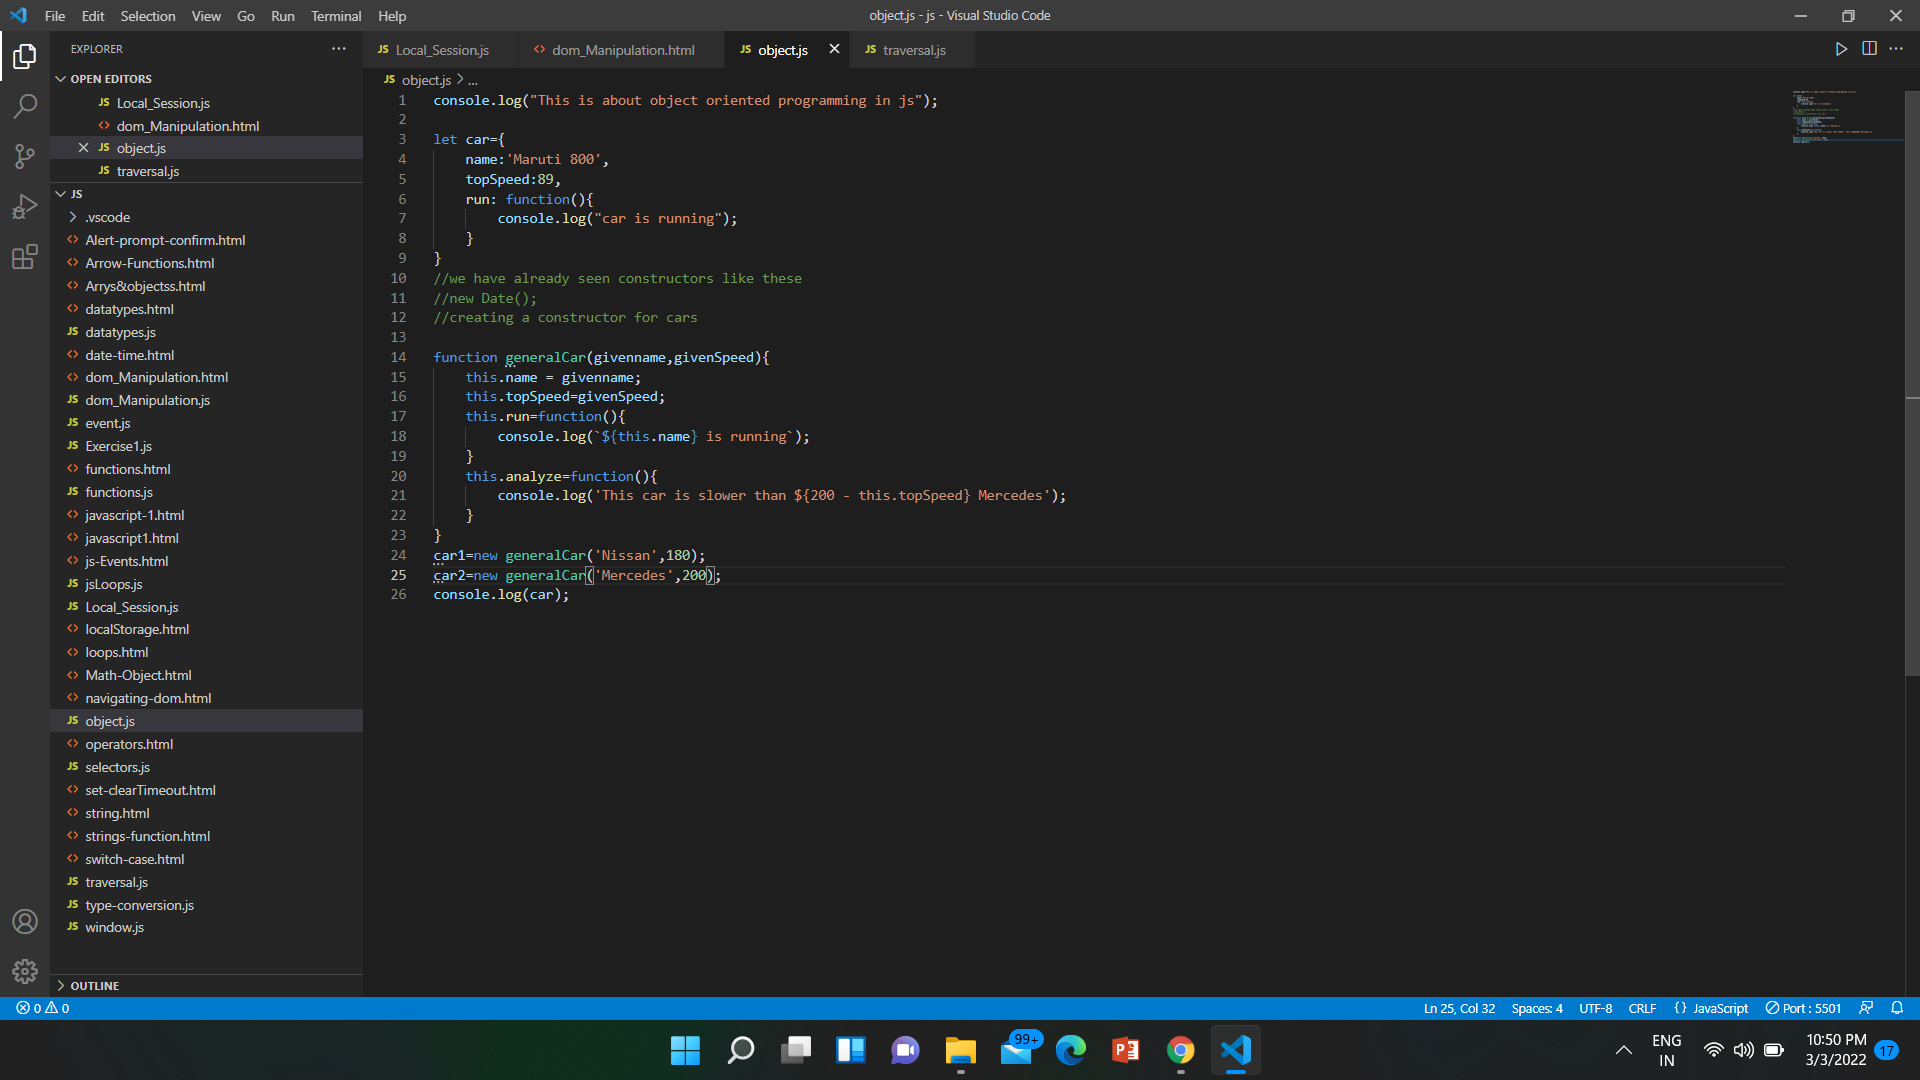 File Edit Selection View Go Run Terminal Help
object.js - js - Visual Studio Code
EXPLORER
OPEN EDITORS
JS Local_Session.js
dom_Manipulation.html
JS object.js
JS traversal.js
JS
.vscode
Alert-prompt-confirm.html
Arrow-Functions.html
Arrys&objectss.html
datatypes.html
JS datatypes.js
date-time.html
dom_Manipulation.html
JS dom_Manipulation.js
JS event.js
JS Exercise1.js
functions.html
JS functions.js
javascript-1.html
javascript1.html
js-Events.html
JS jsLoops.js
JS Local_Session.js
localStorage.html
loops.html
Math-Object.html
navigating-dom.html
JS object.js
operators.html
JS selectors.js
set-clearTimeout.html
string.html
strings-function.html
switch-case.html
JS traversal.js
JS type-conversion.js
JS window.js
OUTLINE
JS Local_Session.js
dom_Manipulation.html
JS object.js
JS traversal.js
JS object.js > ...
1 console.log("This is about object oriented programming in js");
2
3 let car={
4 name:'Maruti 800',
5 topSpeed:89,
6 run: function(){
7 console.log("car is running");
8 }
9 }
10 //we have already seen constructors like these
11 //new Date();
12 //creating a constructor for cars
13
14 function generalCar(givenname,givenSpeed){
15 this.name = givenname;
16 this.topSpeed=givenSpeed;
17 this.run=function(){
18 console.log(`${this.name} is running`);
19 }
20 this.analyze=function(){
21 console.log('This car is slower than ${200 - this.topSpeed} Mercedes');
22 }
23 }
24 car1=new generalCar('Nissan',180);
25 car2=new generalCar('Mercedes',200);
26 console.log(car);
0 0
Ln 25, Col 32 Spaces: 4 UTF-8 CRLF {} JavaScript Port : 5501
99+
ENG
IN
10:50 PM
3/3/2022
17